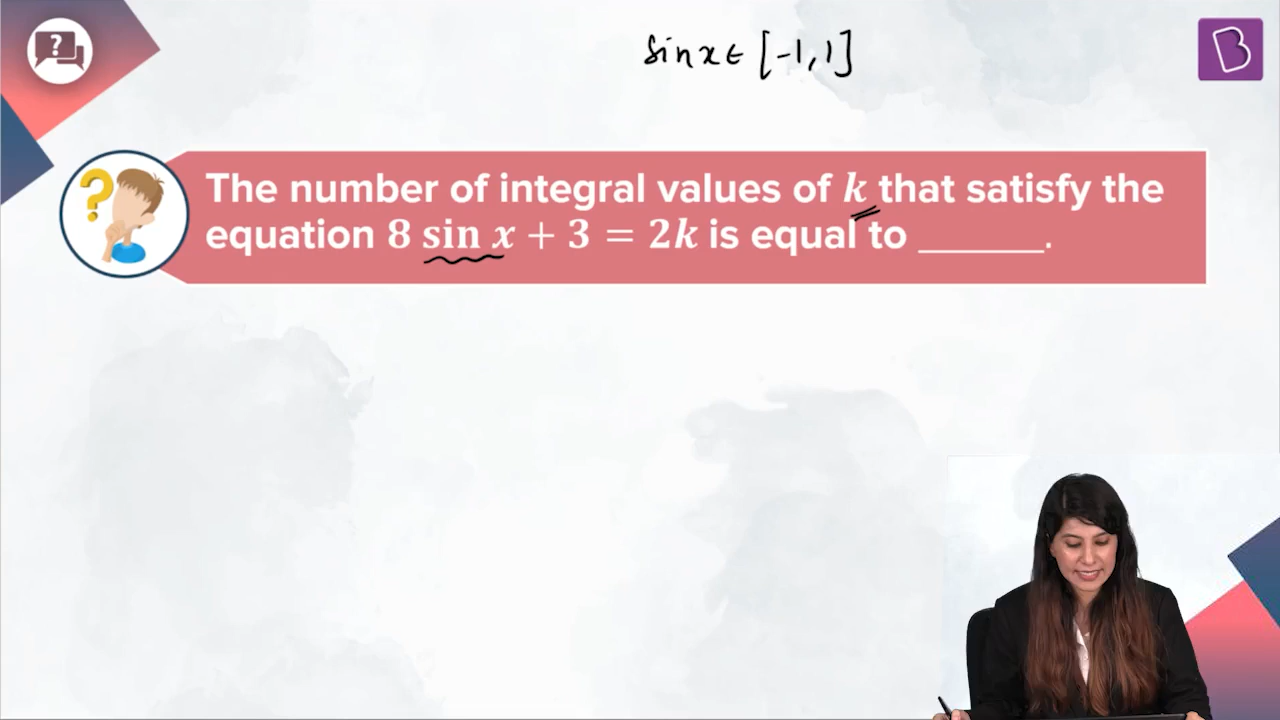 sin x ∈ [-1, 1]
The number of integral values of k that satisfy the
equation 8 sin x + 3 = 2k is equal to ________.